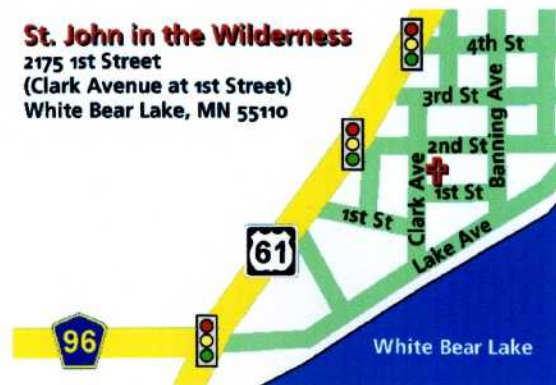 St. John in the Wilderness
2175 1st Street
(Clark Avenue at 1st Street)
White Bear Lake, MN 55110
4th St
3rd St
2nd St
Banning Ave
Clark Ave
1st St
1st St
Lake Ave
61
96
White Bear Lake